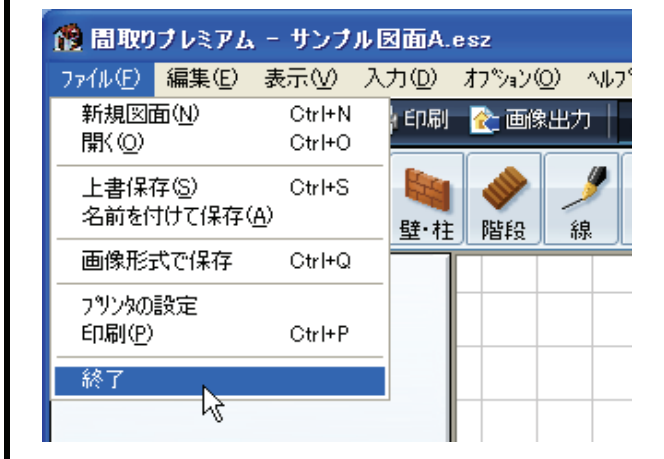 間取りプレミアム - サンプル図面A.esz
ファイル(F) 編集(E) 表示(V) 入力(D) オプション(O) ヘルプ
新規図面(N) Ctrl+N
開く(O) Ctrl+O
上書保存(S) Ctrl+S
名前を付けて保存(A)
画像形式で保存 Ctrl+Q
プリンタの設定
印刷(P) Ctrl+P
終了
印刷 画像出力
壁・柱 階段 線